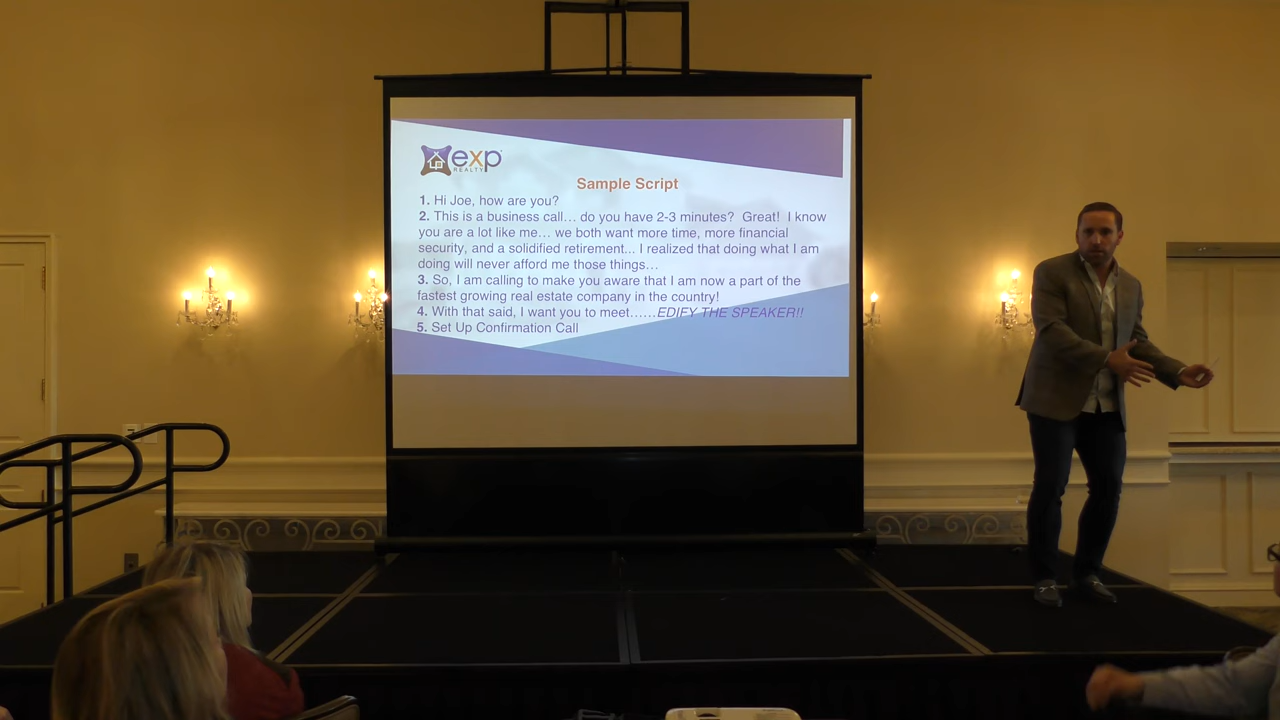 exp
REALTY
Sample Script
1. Hi Joe, how are you?
2. This is a business call... do you have 2-3 minutes?  Great!  I know
you are a lot like me... we both want more time, more financial
security, and a solidified retirement... I realized that doing what I am
doing will never afford me those things...
3. So, I am calling to make you aware that I am now a part of the
fastest growing real estate company in the country!
4. With that said, I want you to meet......EDIFY THE SPEAKER!!
5. Set Up Confirmation Call